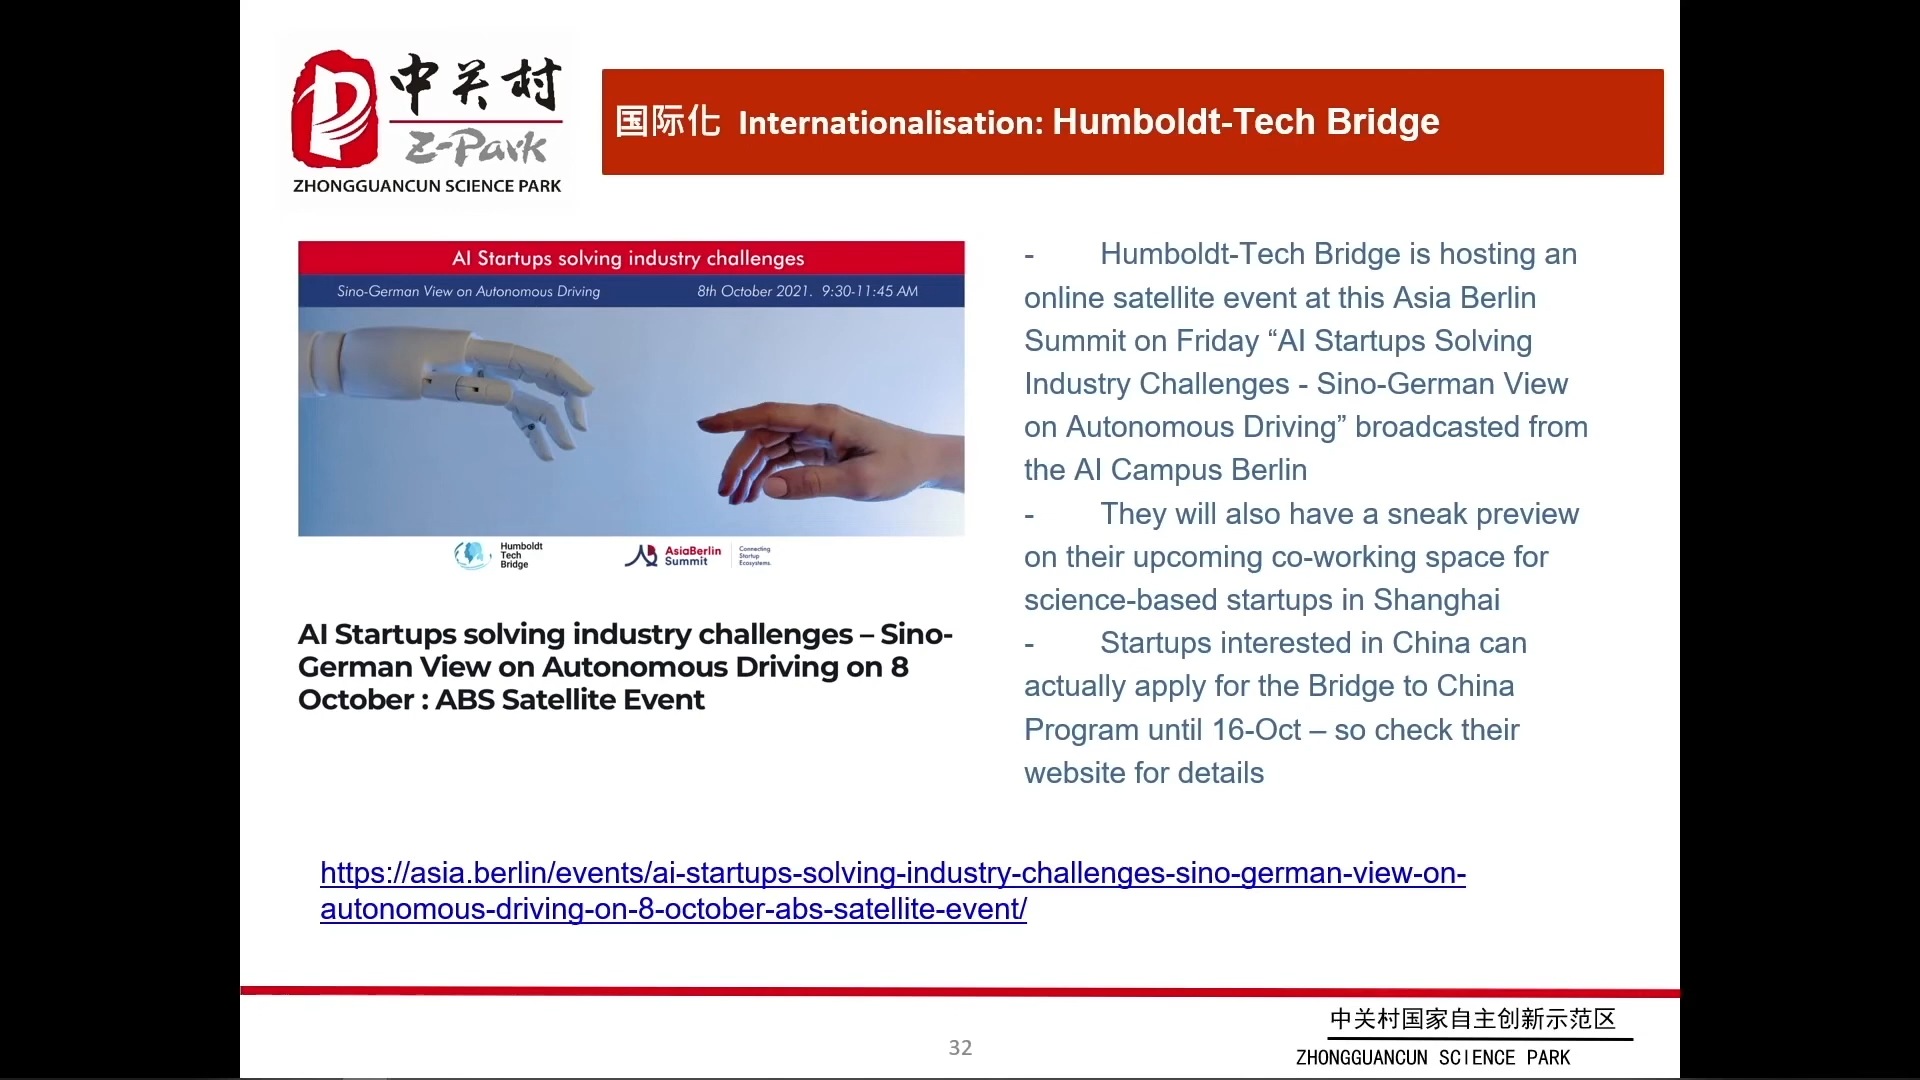 中关村
Z-Park
ZHONGGUANCUN SCIENCE PARK
国际化 Internationalisation: Humboldt-Tech Bridge
AI Startups solving industry challenges
Sino-German View on Autonomous Driving
8th October 2021. 9:30-11:45 AM
Humboldt
Tech
Bridge
AsiaBerlin
Summit
Connecting
Startup
Ecosystems.
AI Startups solving industry challenges – Sino-
German View on Autonomous Driving on 8
October : ABS Satellite Event
- Humboldt-Tech Bridge is hosting an
online satellite event at this Asia Berlin
Summit on Friday “AI Startups Solving
Industry Challenges - Sino-German View
on Autonomous Driving” broadcasted from
the AI Campus Berlin
- They will also have a sneak preview
on their upcoming co-working space for
science-based startups in Shanghai
- Startups interested in China can
actually apply for the Bridge to China
Program until 16-Oct – so check their
website for details
https://asia.berlin/events/ai-startups-solving-industry-challenges-sino-german-view-on-
autonomous-driving-on-8-october-abs-satellite-event/
32
中关村国家自主创新示范区
ZHONGGUANCUN SCIENCE PARK